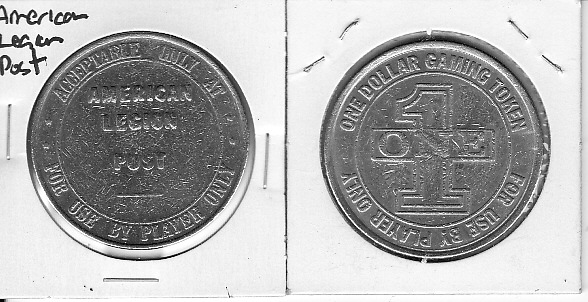 American
Legion
Post
ACCEPTABLE ONLY AT
AMERICAN
LEGION
POST
FOR USE BY PLAYER ONLY
ONE DOLLAR GAMING TOKEN
1
ONE
FOR USE BY PLAYER ONLY